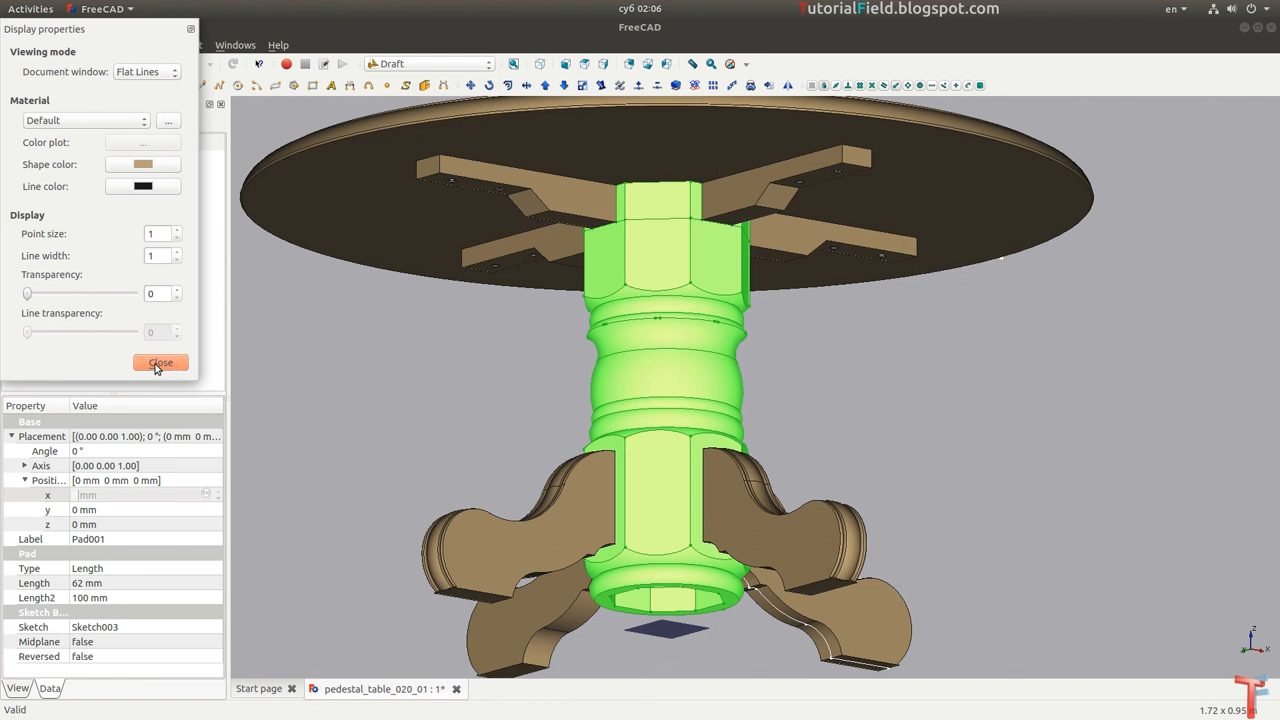 Activities FreeCAD суб 02:06 TutorialField.blogspot.com en
FreeCAD
Display properties
Windows Help
Viewing mode
Document window: Flat Lines
Draft
Material
Default ...
Color plot: ...
Shape color:
Line color:
Display
Point size: 1
Line width: 1
Transparency:
0
Line transparency:
0
Close
Property Value
Base
Placement [(0.00 0.00 1.00); 0 °; (0 mm 0 m...
Angle 0 °
Axis [0.00 0.00 1.00]
Positi... [0 mm 0 mm 0 mm]
x mm
y 0 mm
z 0 mm
Label Pad001
Pad
Type Length
Length 62 mm
Length2 100 mm
Sketch B...
Sketch Sketch003
Midplane false
Reversed false
View Data
Start page pedestal_table_020_01 : 1*
Valid
1.72 x 0.95
z
y x
TF